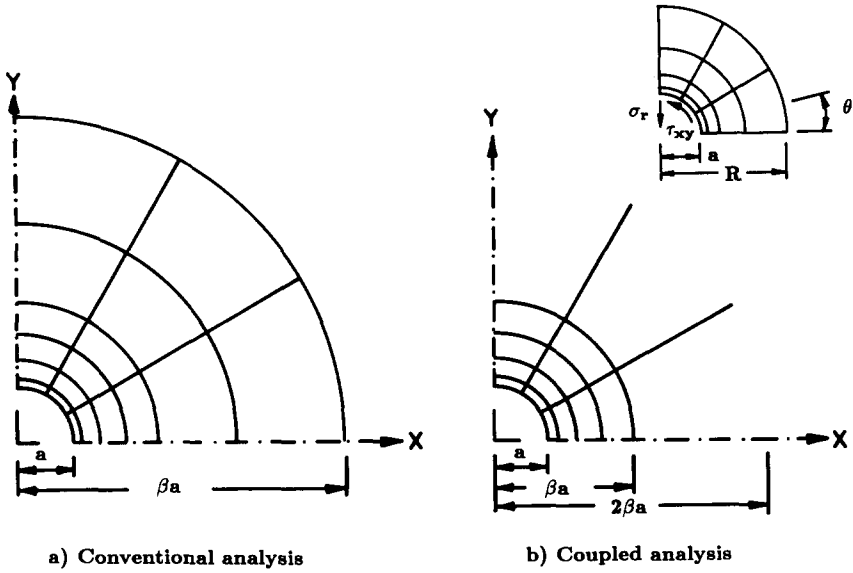 Y
X
a
βa
a) Conventional analysis
σr
τxy
a
R
θ
Y
X
a
βa
2βa
b) Coupled analysis